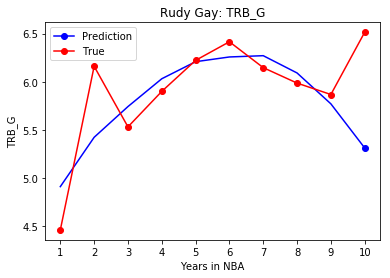 Rudy Gay: TRB_G
Prediction
True
6.5
6.0
5.5
5.0
4.5
TRB_G
1 2 3 4 5 6 7 8 9 10
Years in NBA